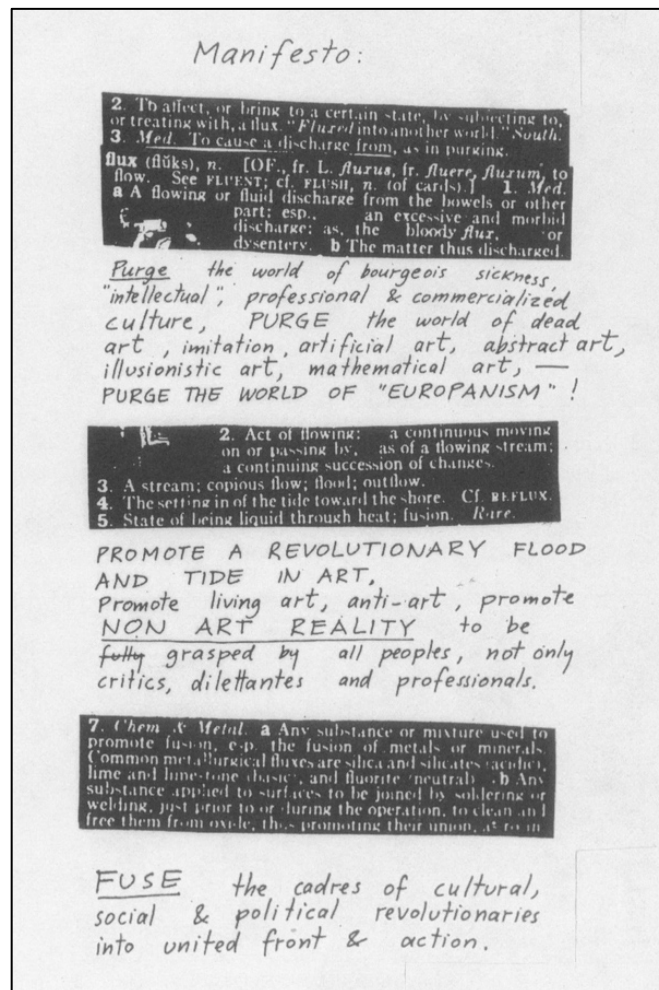 Manifesto:
2. To affect, or bring to a certain state, by subjecting to,
or treating with, a flux. "Fluxed into another world." South.
3. Med. To cause a discharge from, as in purging.
flux (flŭks), n. [OF., fr. L. fluxus, fr. fluere, fluxum, to
flow. See FLUENT; cf. FLUSH, n. (of cards).] 1. Med.
a A flowing or fluid discharge from the bowels or other
part; esp., an excessive and morbid
discharge; as, the bloody flux, or
dysentery. b The matter thus discharged.
Purge the world of bourgeois sickness,
"intellectual", professional & commercialized
culture, PURGE the world of dead
art, imitation, artificial art, abstract art,
illusionistic art, mathematical art, —
PURGE THE WORLD OF "EUROPANISM"!
2. Act of flowing: a continuous moving
on or passing by, as of a flowing stream;
a continuing succession of changes.
3. A stream; copious flow; flood; outflow.
4. The setting in of the tide toward the shore. Cf. REFLUX.
5. State of being liquid through heat; fusion. Rare.
PROMOTE A REVOLUTIONARY FLOOD
AND TIDE IN ART,
Promote living art, anti-art, promote
NON ART REALITY to be
fully grasped by all peoples, not only
critics, dilettantes and professionals.
7. Chem & Metal. a Any substance or mixture used to
promote fusion, esp. the fusion of metals or minerals.
Common metallurgical fluxes are silica and silicates (acidic),
lime and limestone (basic), and fluorite (neutral). b Any
substance applied to surfaces to be joined by soldering or
welding, just prior to or during the operation, to clean and
free them from oxide, thus promoting their union, as
FUSE the cadres of cultural,
social & political revolutionaries
into united front & action.